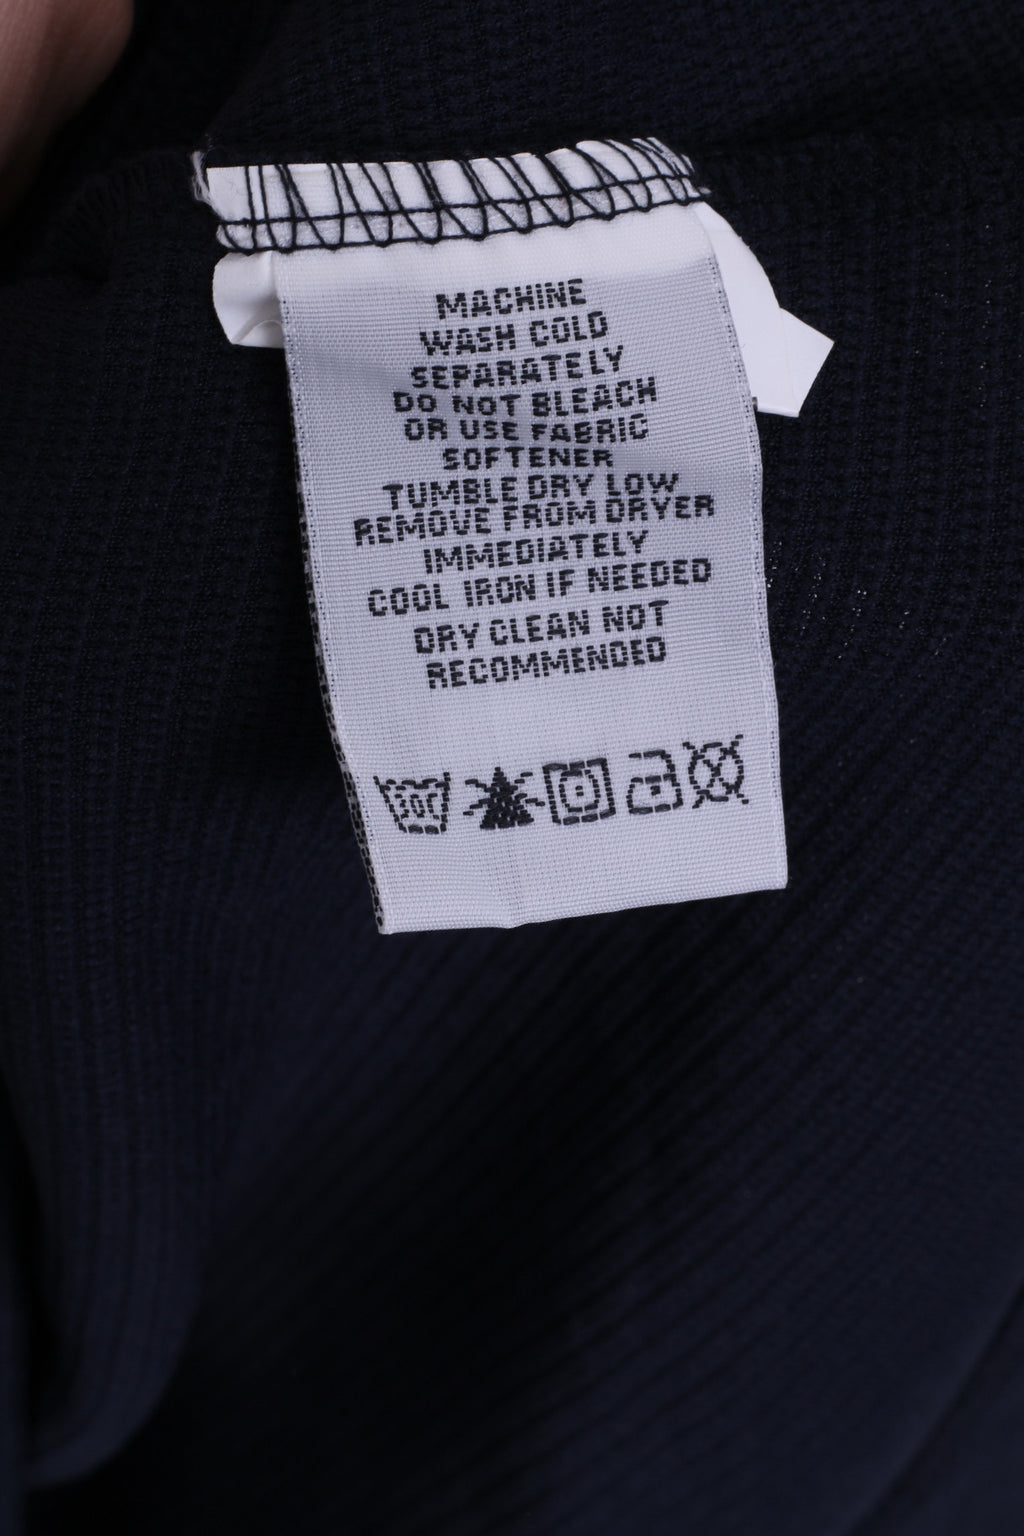 MACHINE
WASH COLD
SEPARATELY
DO NOT BLEACH
OR USE FABRIC
SOFTENER
TUMBLE DRY LOW
REMOVE FROM DRYER
IMMEDIATELY
COOL IRON IF NEEDED
DRY CLEAN NOT
RECOMMENDED
30C